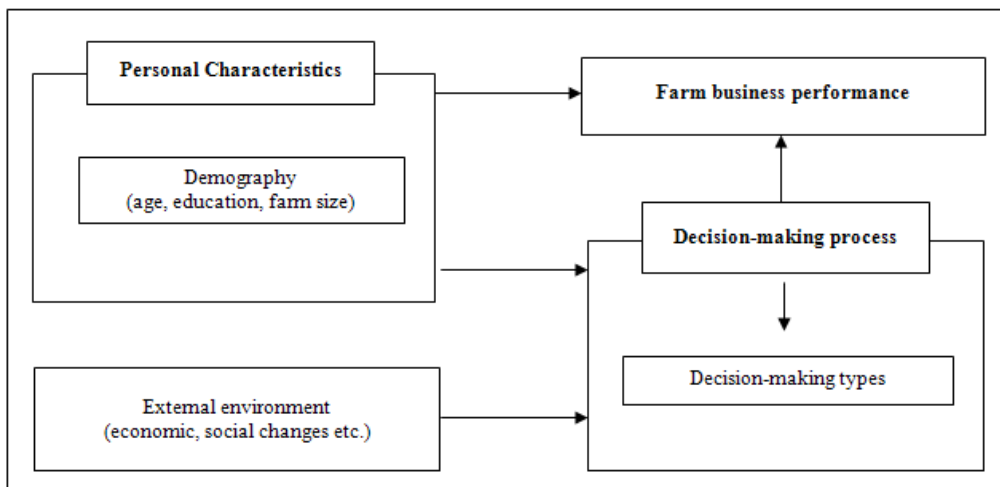 Personal Characteristics
Demography
(age, education, farm size)
External environment
(economic, social changes etc.)
Farm business performance
Decision-making process
Decision-making types